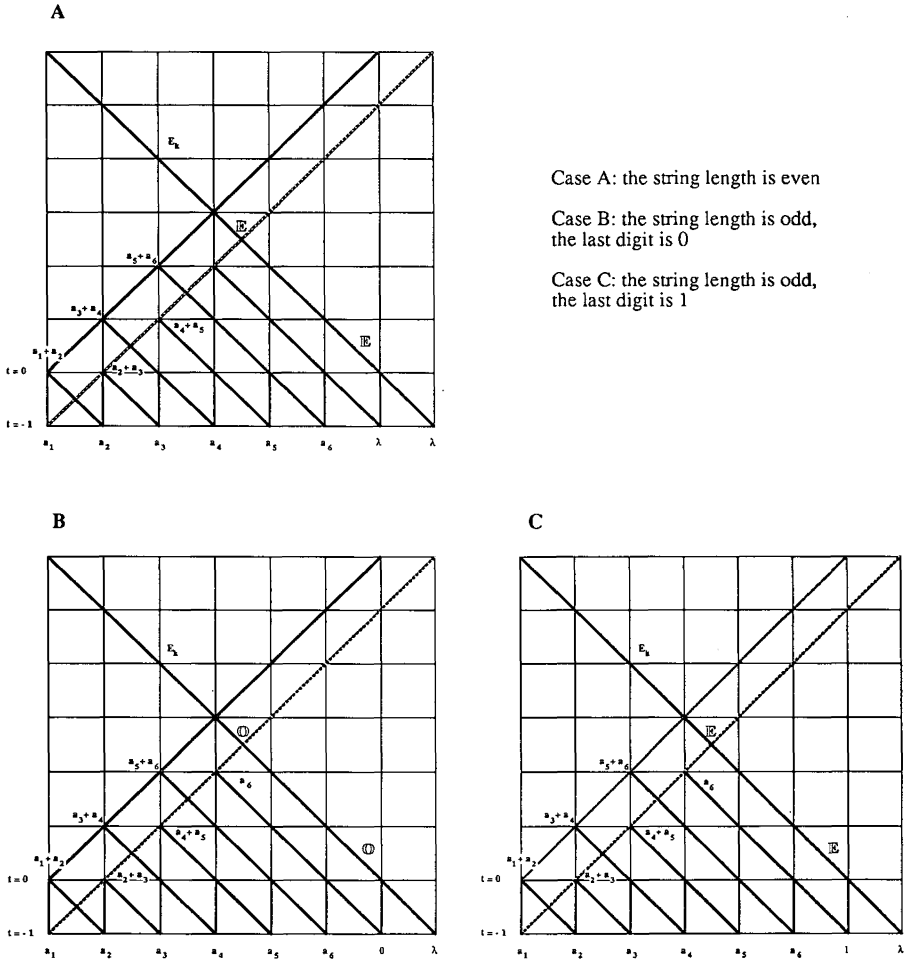 A
E_k
𝔼
a_5+a_6
a_3+a_4
a_4+a_5
𝔼
a_1+a_2
t=0
a_2+a_3
t=-1
a_1 a_2 a_3 a_4 a_5 a_6 λ λ
Case A: the string length is even
Case B: the string length is odd,
the last digit is 0
Case C: the string length is odd,
the last digit is 1
B
E_k
𝕆
a_5+a_6
a_6
a_3+a_4
a_4+a_5
𝕆
a_1+a_2
t=0
a_2+a_3
t=-1
a_1 a_2 a_3 a_4 a_5 a_6 0 λ
C
E_k
𝔼
a_5+a_6
a_6
a_3+a_4
a_4+a_5
𝔼
a_1+a_2
t=0
a_2+a_3
t=-1
a_1 a_2 a_3 a_4 a_5 a_6 1 λ